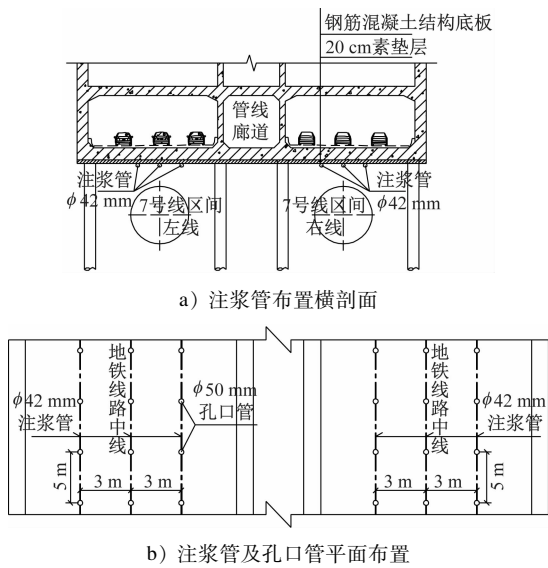 钢筋混凝土结构底板
20 cm素垫层
管线
廊道
注浆管
ϕ42 mm
7号线区间
左线
7号线区间
右线
注浆管
ϕ42 mm
a）注浆管布置横剖面
地铁线路中线
ϕ42 mm
注浆管
ϕ50 mm
孔口管
5 m
3 m
3 m
地铁线路中线
ϕ42 mm
注浆管
3 m
3 m
5 m
b）注浆管及孔口管平面布置